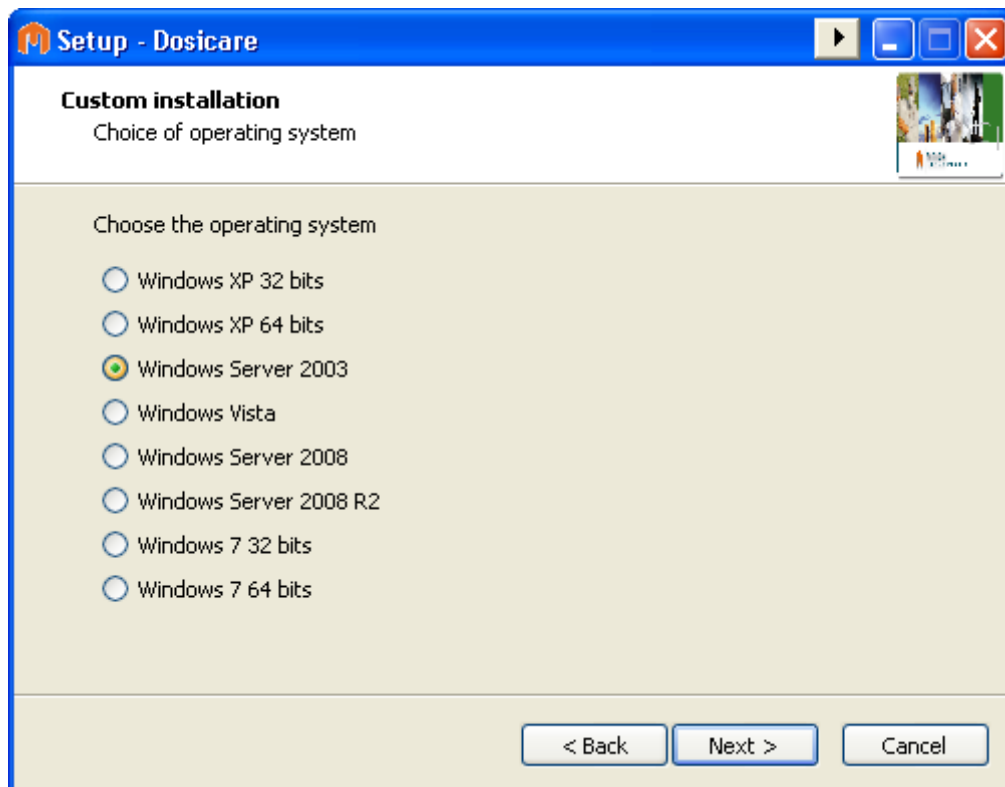 Setup - Dosicare
Custom installation
Choice of operating system
Choose the operating system
Windows XP 32 bits
Windows XP 64 bits
Windows Server 2003
Windows Vista
Windows Server 2008
Windows Server 2008 R2
Windows 7 32 bits
Windows 7 64 bits
< Back Next > Cancel